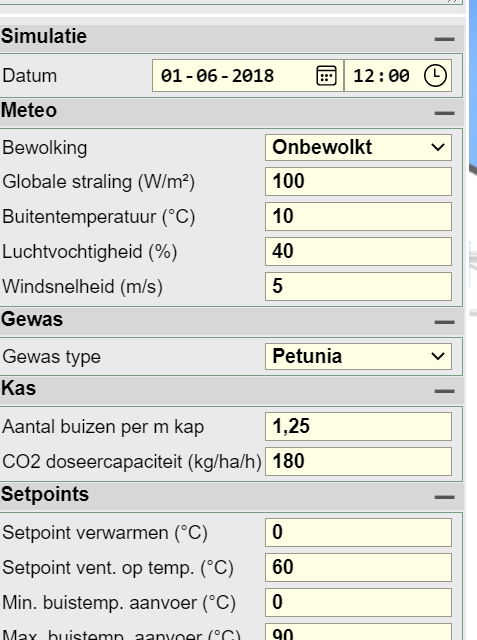 Simulatie
Datum 01-06-2018 12:00
Meteo
Bewolking Onbewolkt
Globale straling (W/m²) 100
Buitentemperatuur (°C) 10
Luchtvochtigheid (%) 40
Windsnelheid (m/s) 5
Gewas
Gewas type Petunia
Kas
Aantal buizen per m kap 1,25
CO2 doseercapaciteit (kg/ha/h) 180
Setpoints
Setpoint verwarmen (°C) 0
Setpoint vent. op temp. (°C) 60
Min. buistemp. aanvoer (°C) 0
Max. buistemp. aanvoer (°C) 90